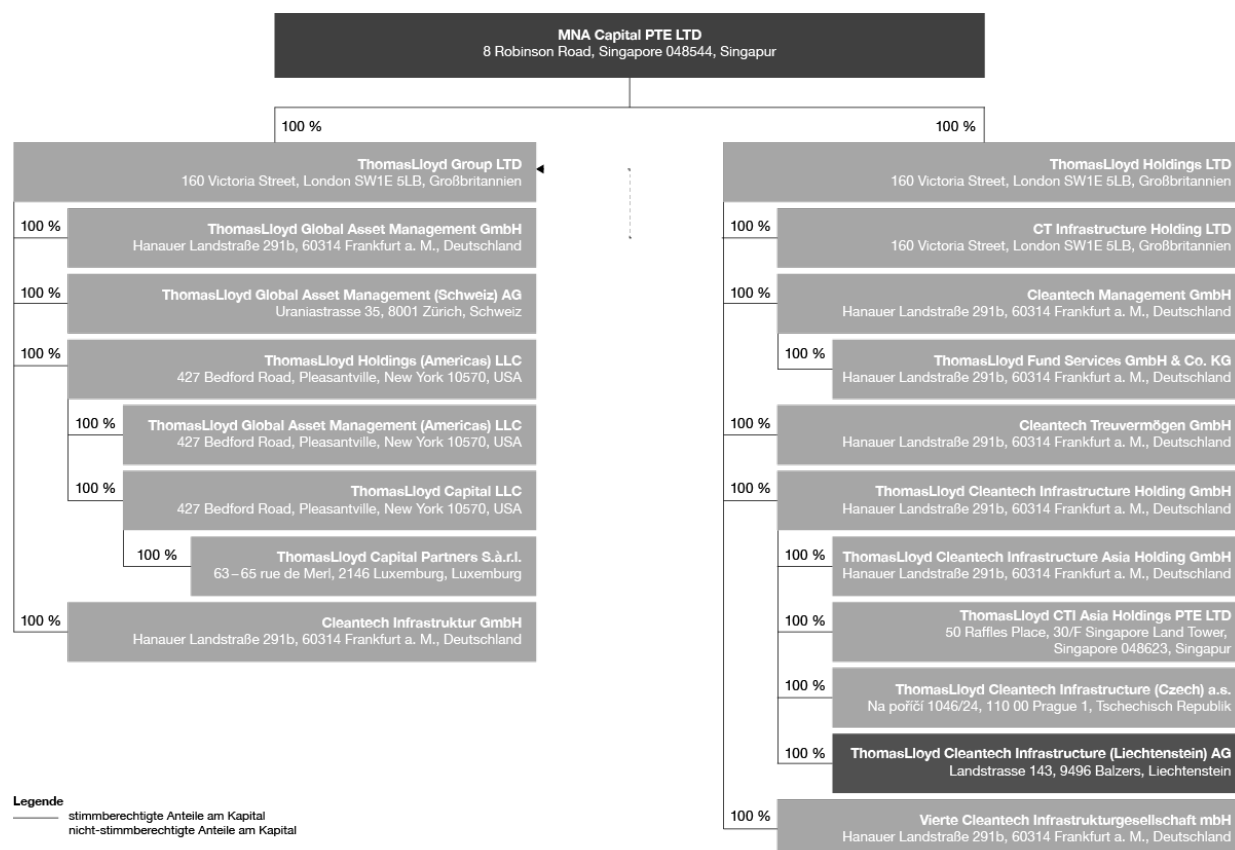 MNA Capital PTE LTD
8 Robinson Road, Singapore 048544, Singapur
100 %
100 %
ThomasLloyd Group LTD
160 Victoria Street, London SW1E 5LB, Großbritannien
100 %
ThomasLloyd Global Asset Management GmbH
Hanauer Landstraße 291b, 60314 Frankfurt a. M., Deutschland
100 %
ThomasLloyd Global Asset Management (Schweiz) AG
Uraniastrasse 35, 8001 Zürich, Schweiz
100 %
ThomasLloyd Holdings (Americas) LLC
427 Bedford Road, Pleasantville, New York 10570, USA
100 %
ThomasLloyd Global Asset Management (Americas) LLC
427 Bedford Road, Pleasantville, New York 10570, USA
100 %
ThomasLloyd Capital LLC
427 Bedford Road, Pleasantville, New York 10570, USA
100 %
ThomasLloyd Capital Partners S.à.r.l.
63–65 rue de Merl, 2146 Luxemburg, Luxemburg
100 %
Cleantech Infrastruktur GmbH
Hanauer Landstraße 291b, 60314 Frankfurt a. M., Deutschland
ThomasLloyd Holdings LTD
160 Victoria Street, London SW1E 5LB, Großbritannien
100 %
CT Infrastructure Holding LTD
160 Victoria Street, London SW1E 5LB, Großbritannien
100 %
Cleantech Management GmbH
Hanauer Landstraße 291b, 60314 Frankfurt a. M., Deutschland
100 %
ThomasLloyd Fund Services GmbH & Co. KG
Hanauer Landstraße 291b, 60314 Frankfurt a. M., Deutschland
100 %
Cleantech Treuvermögen GmbH
Hanauer Landstraße 291b, 60314 Frankfurt a. M., Deutschland
100 %
ThomasLloyd Cleantech Infrastructure Holding GmbH
Hanauer Landstraße 291b, 60314 Frankfurt a. M., Deutschland
100 %
ThomasLloyd Cleantech Infrastructure Asia Holding GmbH
Hanauer Landstraße 291b, 60314 Frankfurt a. M., Deutschland
100 %
ThomasLloyd CTI Asia Holdings PTE LTD
50 Raffles Place, 30/F Singapore Land Tower,
Singapore 048623, Singapur
100 %
ThomasLloyd Cleantech Infrastructure (Czech) a.s.
Na poříčí 1046/24, 110 00 Prague 1, Tschechisch Republik
100 %
ThomasLloyd Cleantech Infrastructure (Liechtenstein) AG
Landstrasse 143, 9496 Balzers, Liechtenstein
100 %
Vierte Cleantech Infrastrukturgesellschaft mbH
Hanauer Landstraße 291b, 60314 Frankfurt a. M., Deutschland
Legende
stimmberechtigte Anteile am Kapital
nicht-stimmberechtigte Anteile am Kapital